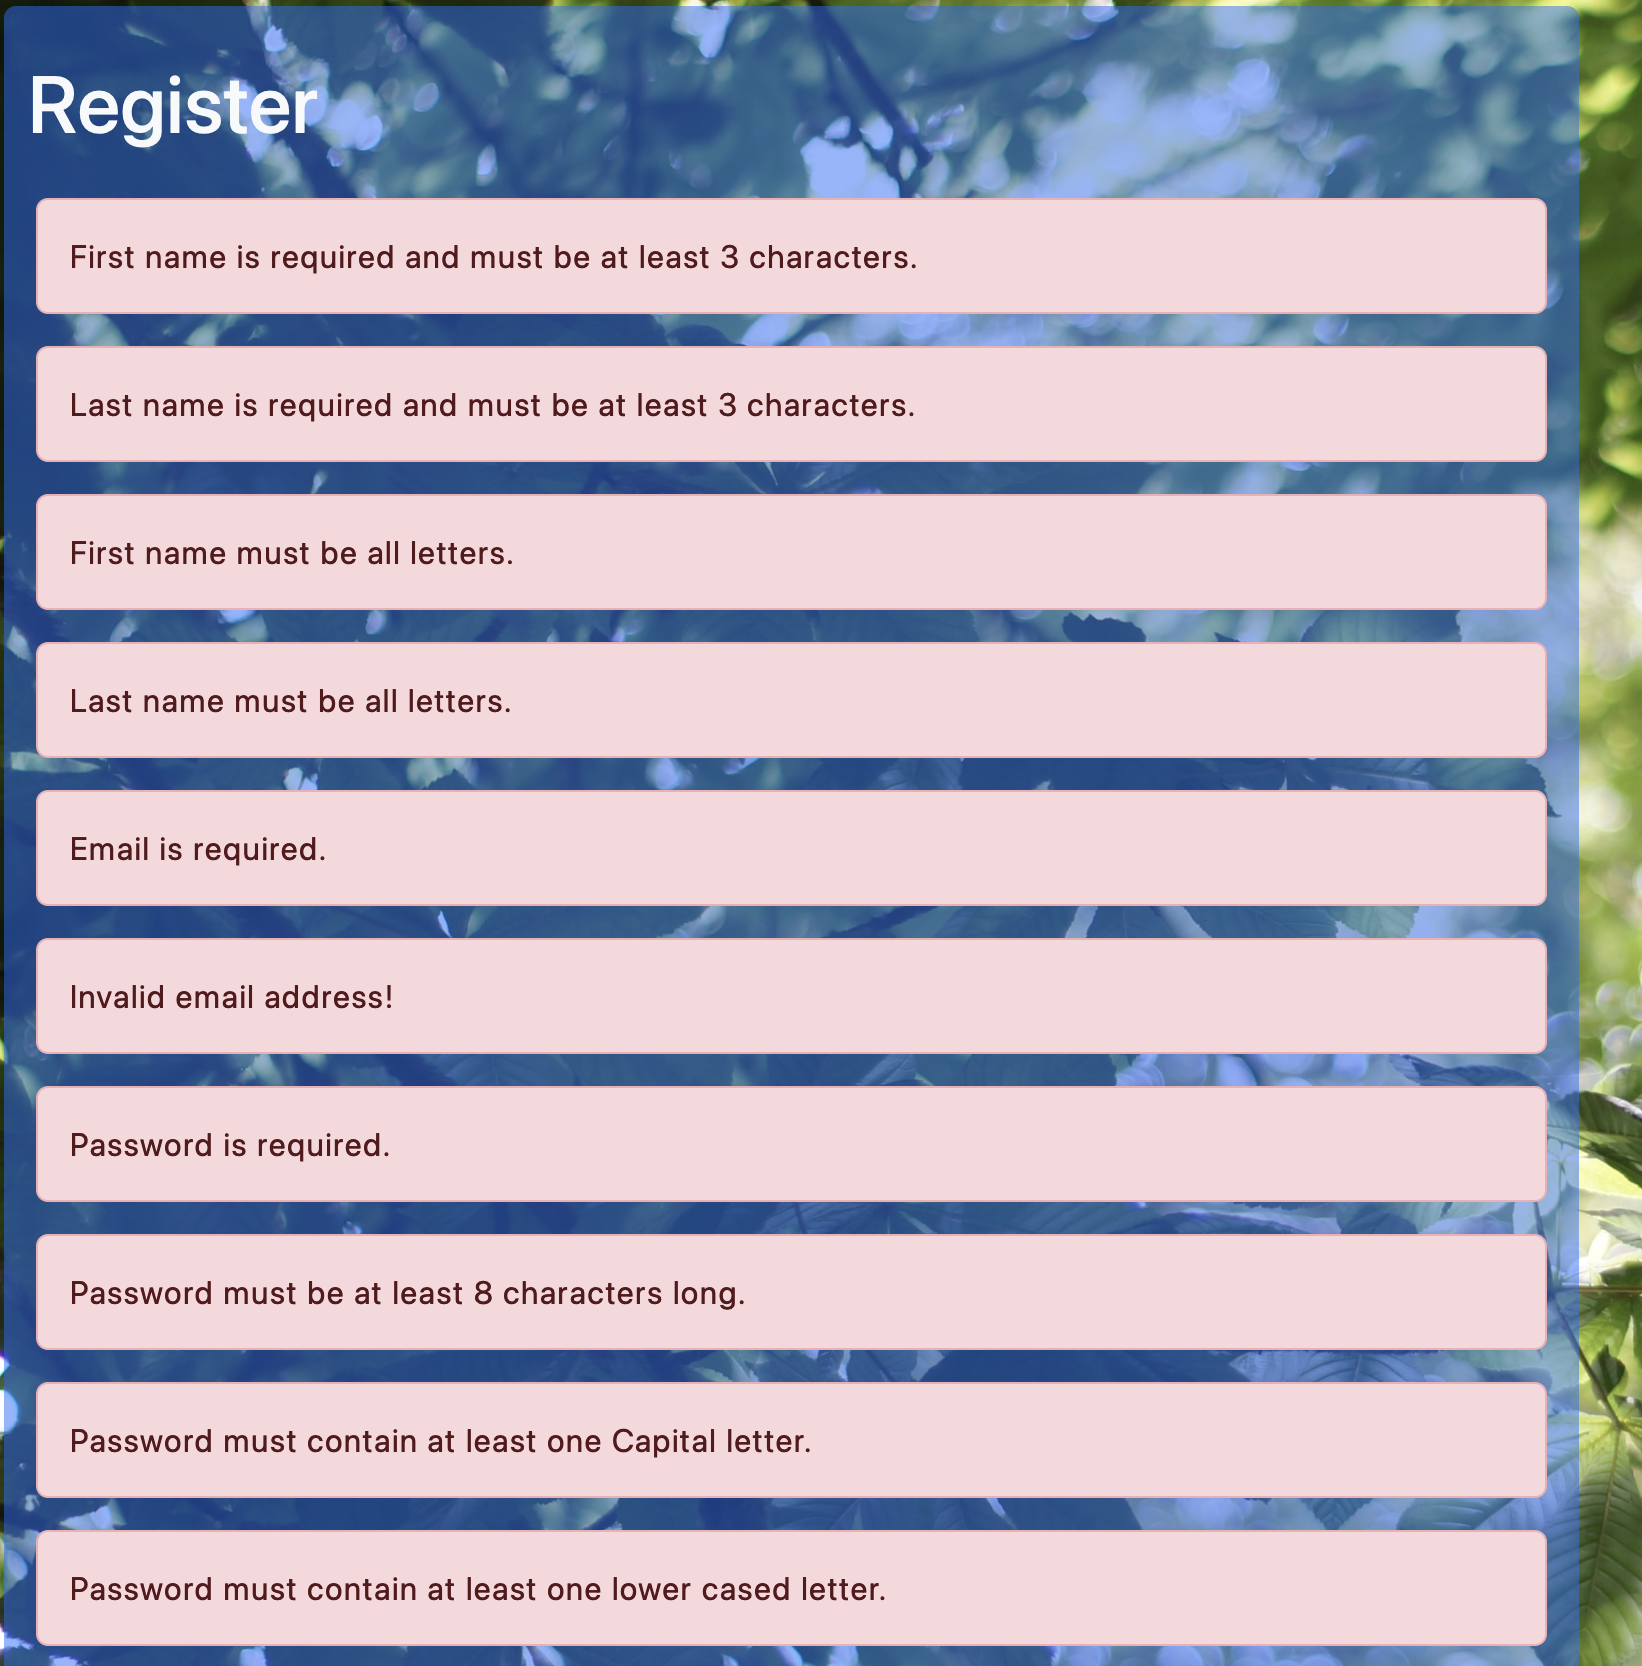 Register
First name is required and must be at least 3 characters.
Last name is required and must be at least 3 characters.
First name must be all letters.
Last name must be all letters.
Email is required.
Invalid email address!
Password is required.
Password must be at least 8 characters long.
Password must contain at least one Capital letter.
Password must contain at least one lower cased letter.